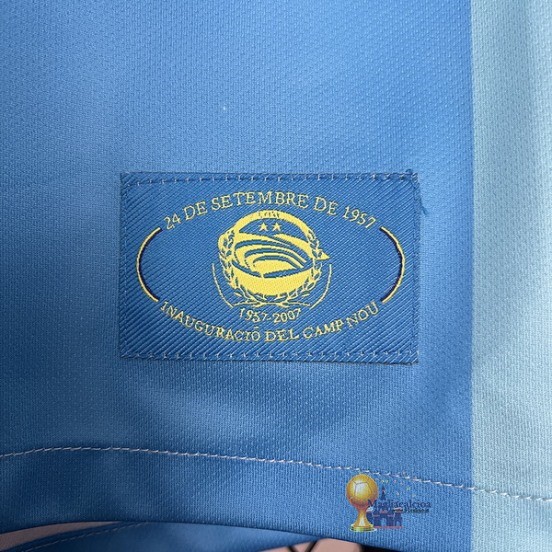 24 DE SETEMBRE DE 1957
1957-2007
INAUGURACIÓ DEL CAMP NOU